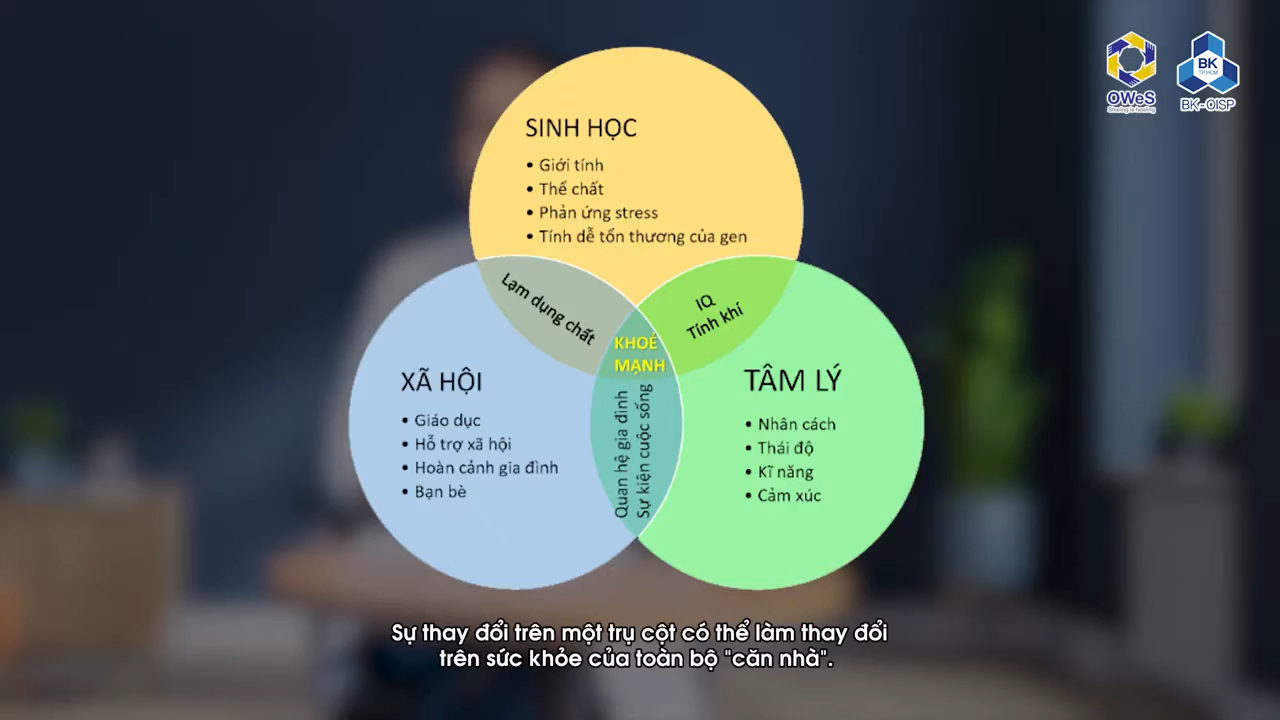 OWeS
Sharing is healing
BK
TP.HCM
BK-OISP
SINH HỌC
• Giới tính
• Thể chất
• Phản ứng stress
• Tính dễ tổn thương của gen
Lạm dụng chất
IQ
Tính khí
KHOẺ
MẠNH
XÃ HỘI
• Giáo dục
• Hỗ trợ xã hội
• Hoàn cảnh gia đình
• Bạn bè
Quan hệ gia đình
Sự kiện cuộc sống
TÂM LÝ
• Nhân cách
• Thái độ
• Kĩ năng
• Cảm xúc
Sự thay đổi trên một trụ cột có thể làm thay đổi
trên sức khỏe của toàn bộ "căn nhà".